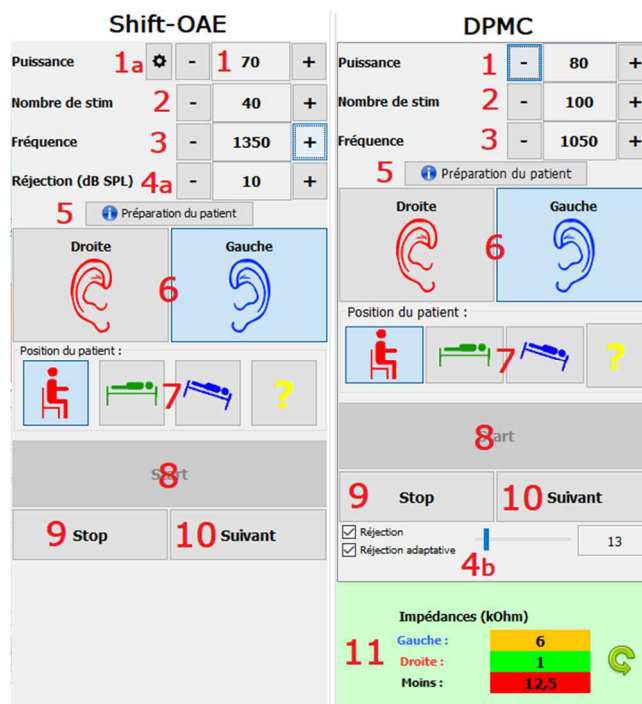 Shift-OAE
Puissance 1a - 1 70 +
Nombre de stim 2 - 40 +
Fréquence 3 - 1350 +
Réjection (dB SPL) 4a - 10 +
5 Préparation du patient
Droite Gauche
6
Position du patient :
7 ?
Start
8
9 Stop 10 Suivant
DPMC
Puissance 1 - 80 +
Nombre de stim 2 - 100 +
Fréquence 3 - 1050 +
5 Préparation du patient
Droite Gauche
6
Position du patient :
7 ?
Start
8
9 Stop 10 Suivant
Réjection
Réjection adaptative 13
4b
Impédances (kOhm)
11
Gauche : 6
Droite : 1
Moins : 12,5